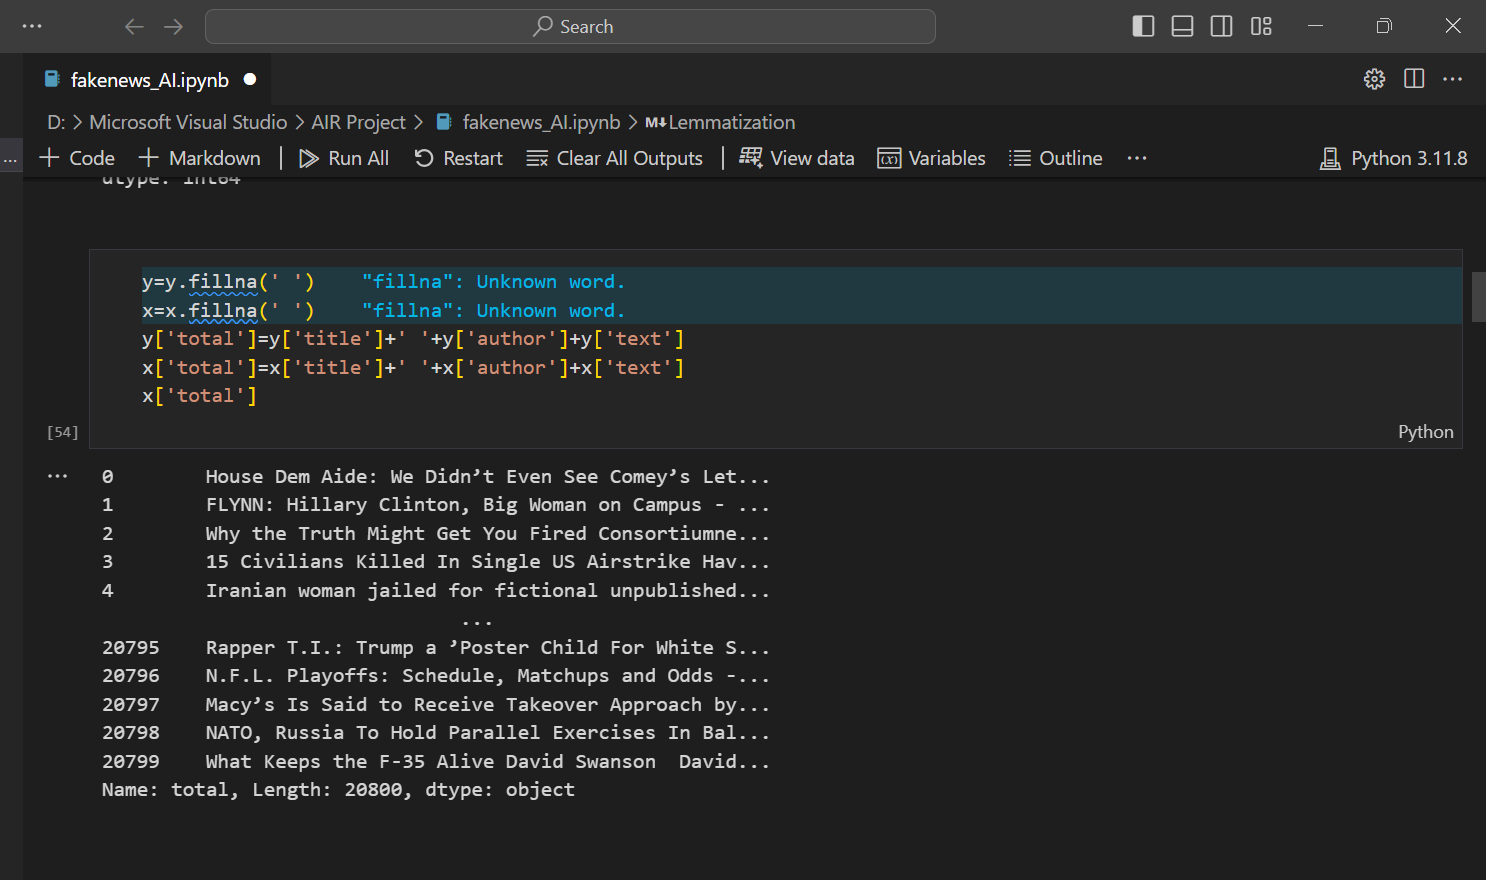 Search
fakenews_AI.ipynb
D: > Microsoft Visual Studio > AIR Project > fakenews_AI.ipynb > M↓Lemmatization
+ Code + Markdown | Run All Restart Clear All Outputs | View data Variables Outline ... Python 3.11.8
dtype: int64
y=y.fillna(' ') "fillna": Unknown word.
x=x.fillna(' ') "fillna": Unknown word.
y['total']=y['title']+' '+y['author']+y['text']
x['total']=x['title']+' '+x['author']+x['text']
x['total']
[54] Python
0 House Dem Aide: We Didn’t Even See Comey’s Let...
1 FLYNN: Hillary Clinton, Big Woman on Campus - ...
2 Why the Truth Might Get You Fired Consortiumne...
3 15 Civilians Killed In Single US Airstrike Hav...
4 Iranian woman jailed for fictional unpublished...
...
20795 Rapper T.I.: Trump a ’Poster Child For White S...
20796 N.F.L. Playoffs: Schedule, Matchups and Odds -...
20797 Macy’s Is Said to Receive Takeover Approach by...
20798 NATO, Russia To Hold Parallel Exercises In Bal...
20799 What Keeps the F-35 Alive David Swanson  David...
Name: total, Length: 20800, dtype: object